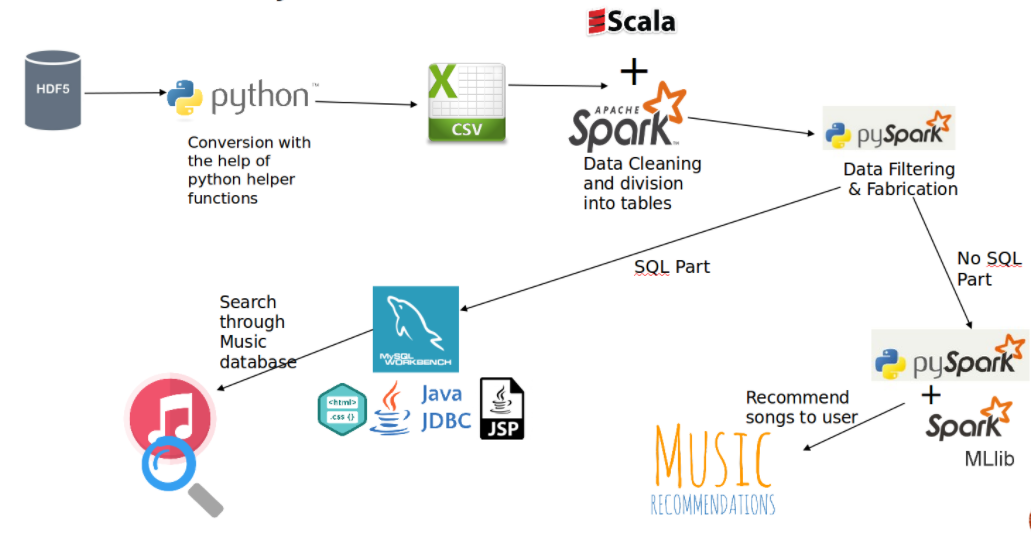 Scala
HDF5
python™
X
CSV
+
APACHE
Spark™
pySpark
Conversion with
the help of
python helper
functions
Data Cleaning
and division
into tables
Data Filtering
& Fabrication
SQL Part
No SQL
Part
Search
through
Music
database
MySQL
WORKBENCH
<html>
.css {}
Java
JDBC
JSP
pySpark
+
Spark
MLlib
Recommend
songs to user
MUSIC
RECOMMENDATIONS